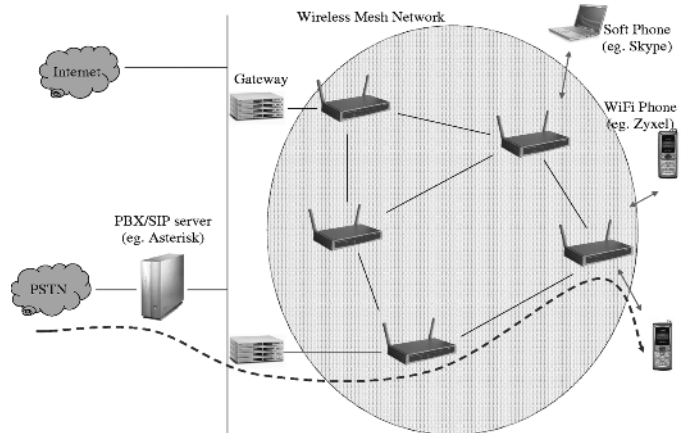 Wireless Mesh Network
Soft Phone
(eg. Skype)
Internet
Gateway
WiFi Phone
(eg. Zyxel)
PBX/SIP server
(eg. Asterisk)
PSTN